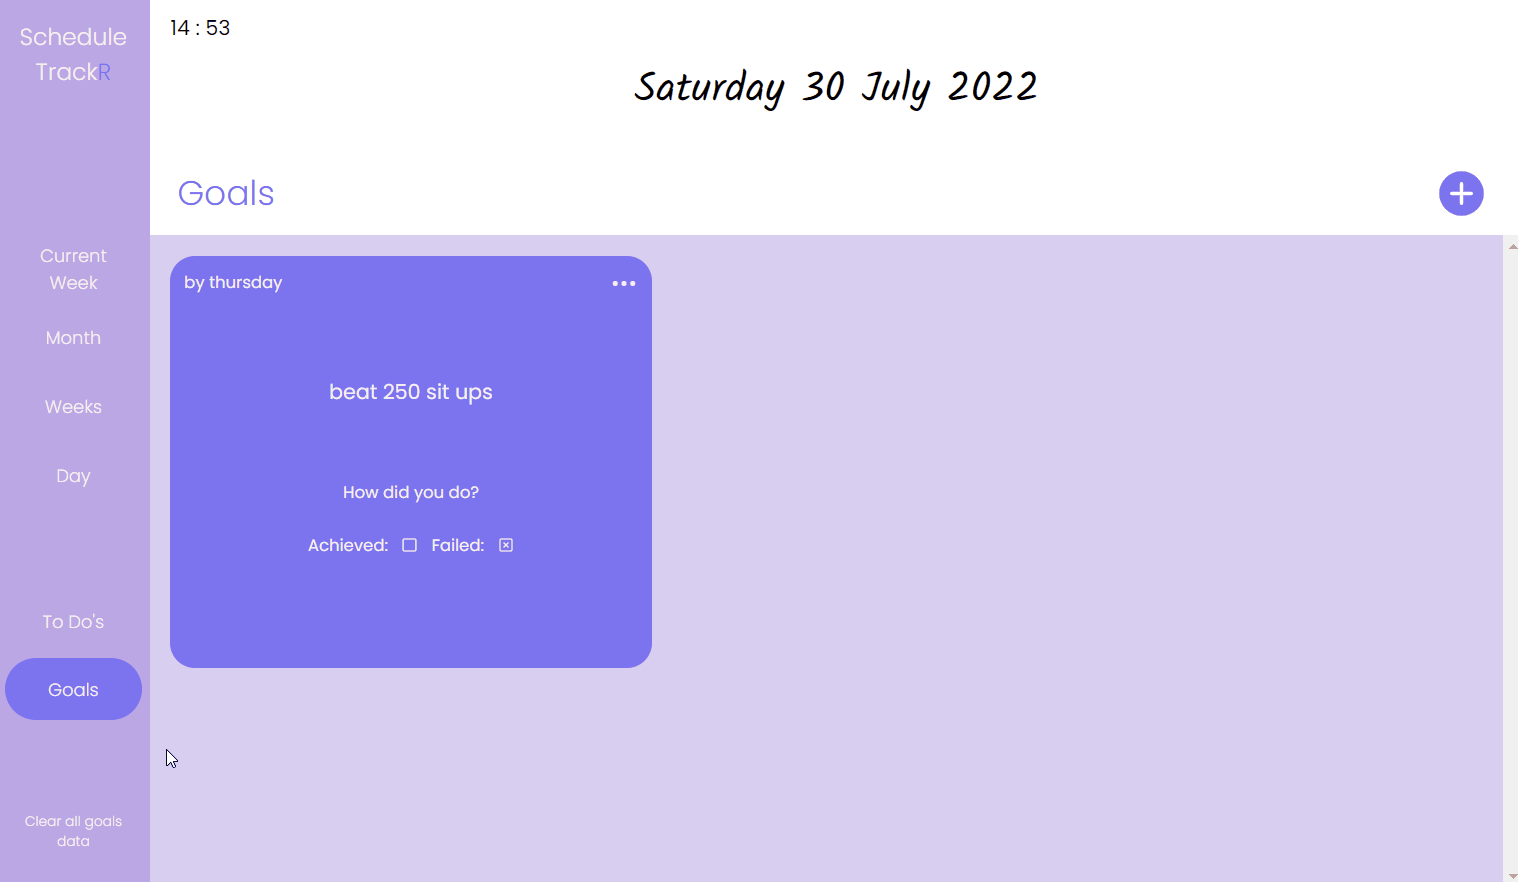 Schedule
TrackR
14 : 53
Saturday 30 July 2022
Goals
Current
Week
Month
Weeks
Day
To Do's
Goals
Clear all goals
data
by thursday
beat 250 sit ups
How did you do?
Achieved: Failed: